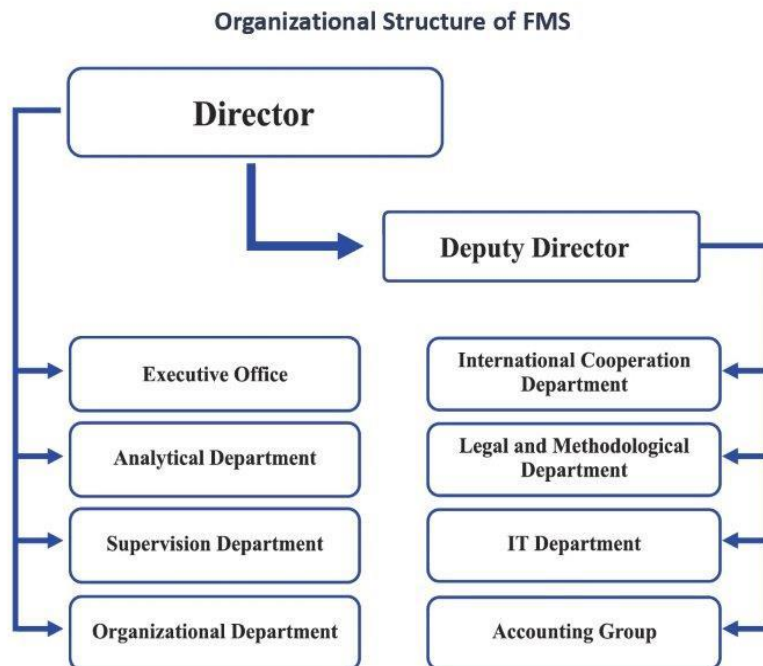 Organizational Structure of FMS
Director
Deputy Director
Executive Office
International Cooperation
Department
Analytical Department
Legal and Methodological
Department
Supervision Department
IT Department
Organizational Department
Accounting Group